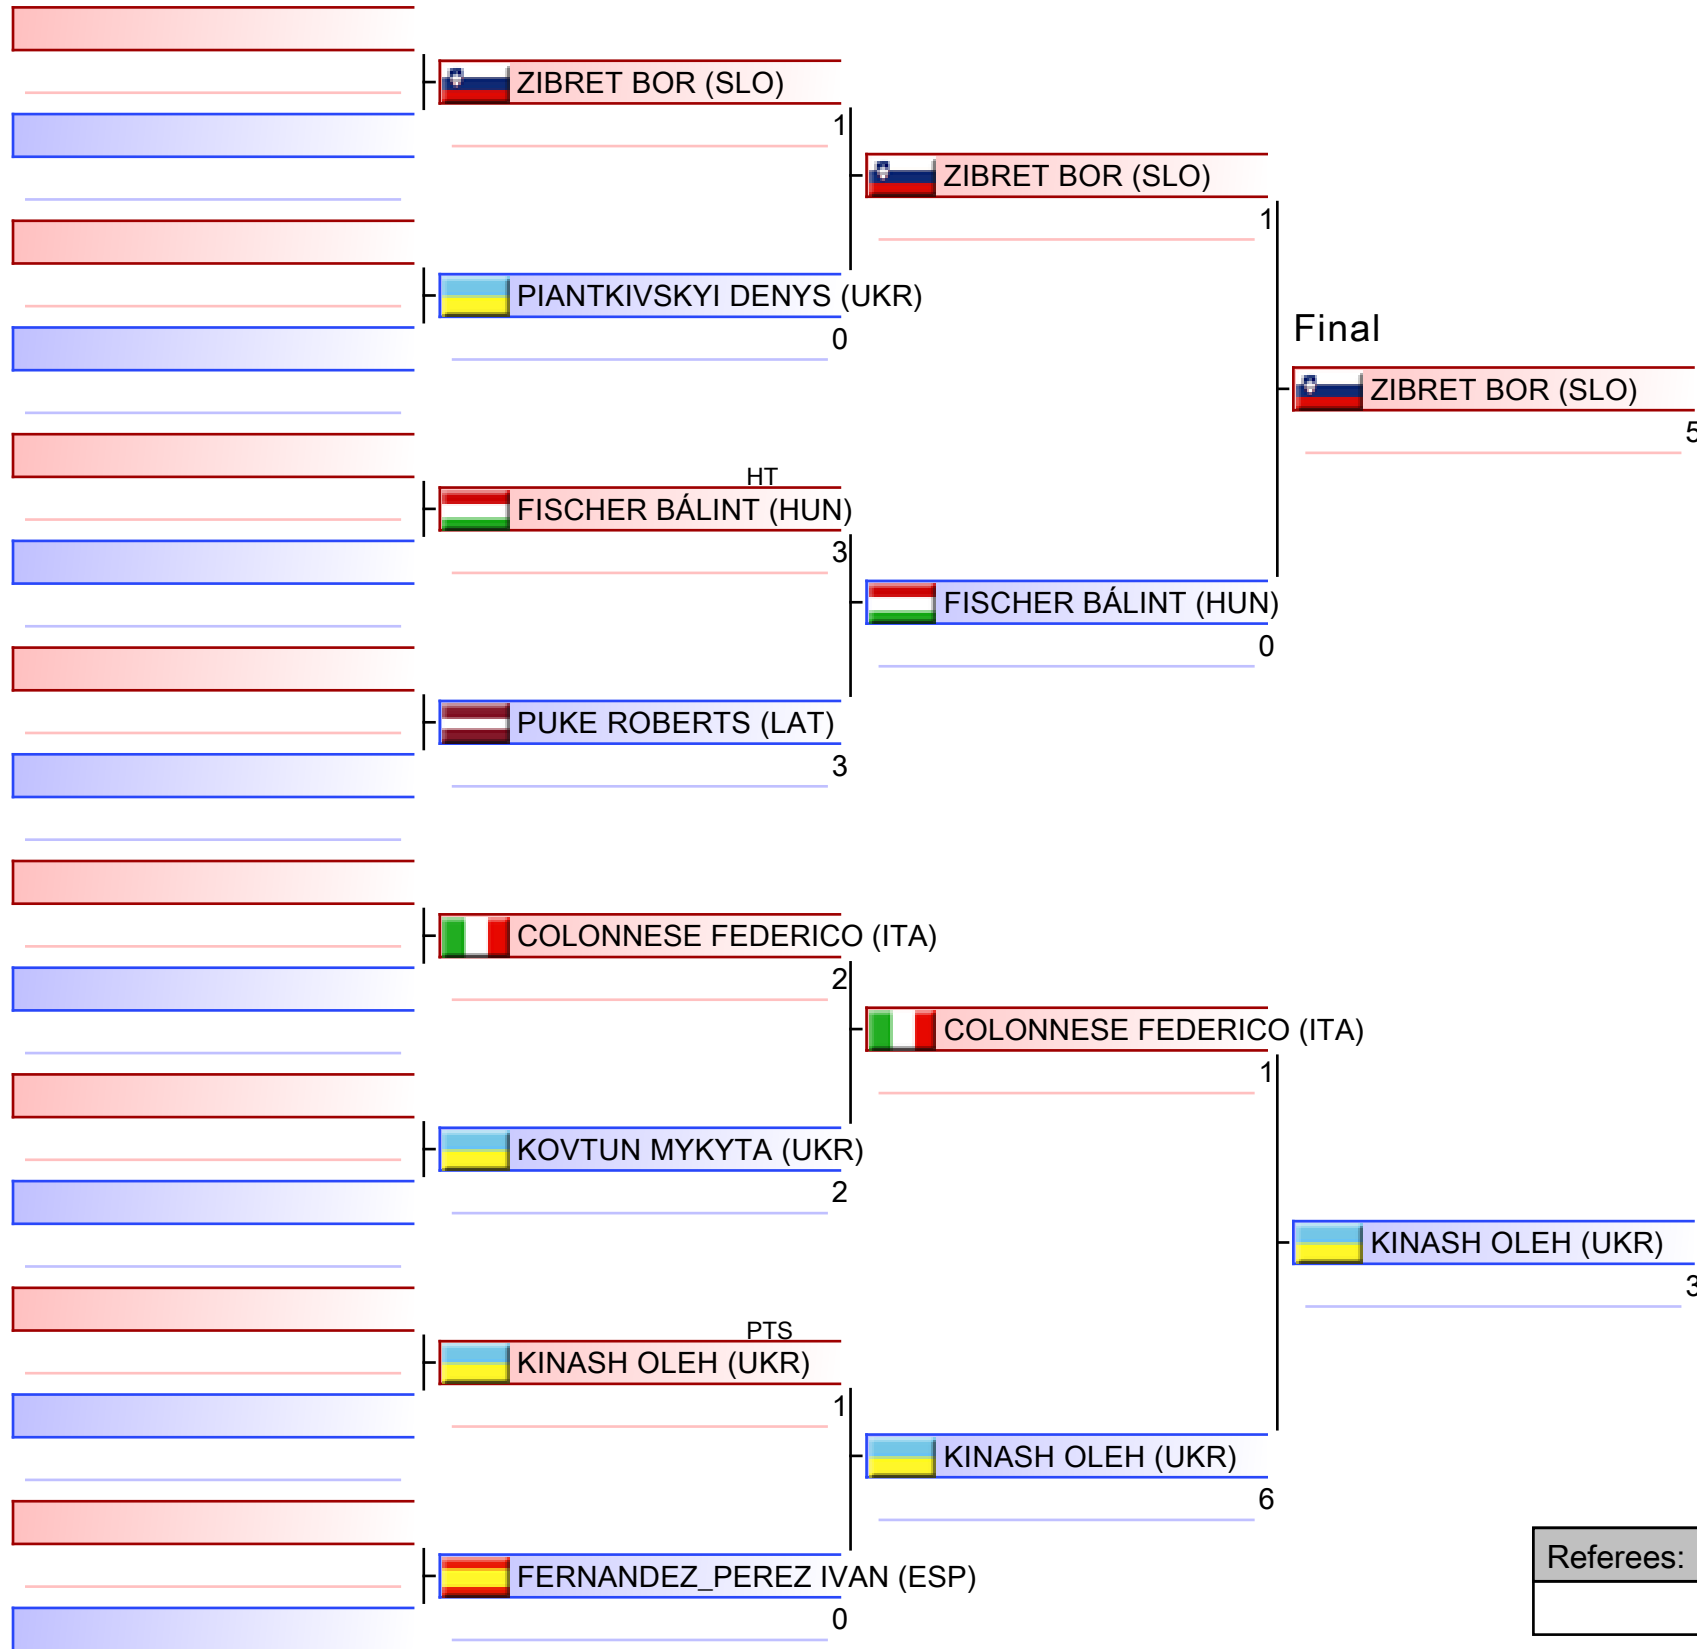 ZIBRET BOR (SLO)
1
ZIBRET BOR (SLO)
1
PIANTKIVSKYI DENYS (UKR)
0
Final
ZIBRET BOR (SLO)
5
HT
FISCHER BÁLINT (HUN)
3
FISCHER BÁLINT (HUN)
0
PUKE ROBERTS (LAT)
3
COLONNESE FEDERICO (ITA)
2
COLONNESE FEDERICO (ITA)
1
KOVTUN MYKYTA (UKR)
2
KINASH OLEH (UKR)
3
PTS
KINASH OLEH (UKR)
1
KINASH OLEH (UKR)
6
FERNANDEZ_PEREZ IVAN (ESP)
0
Referees: